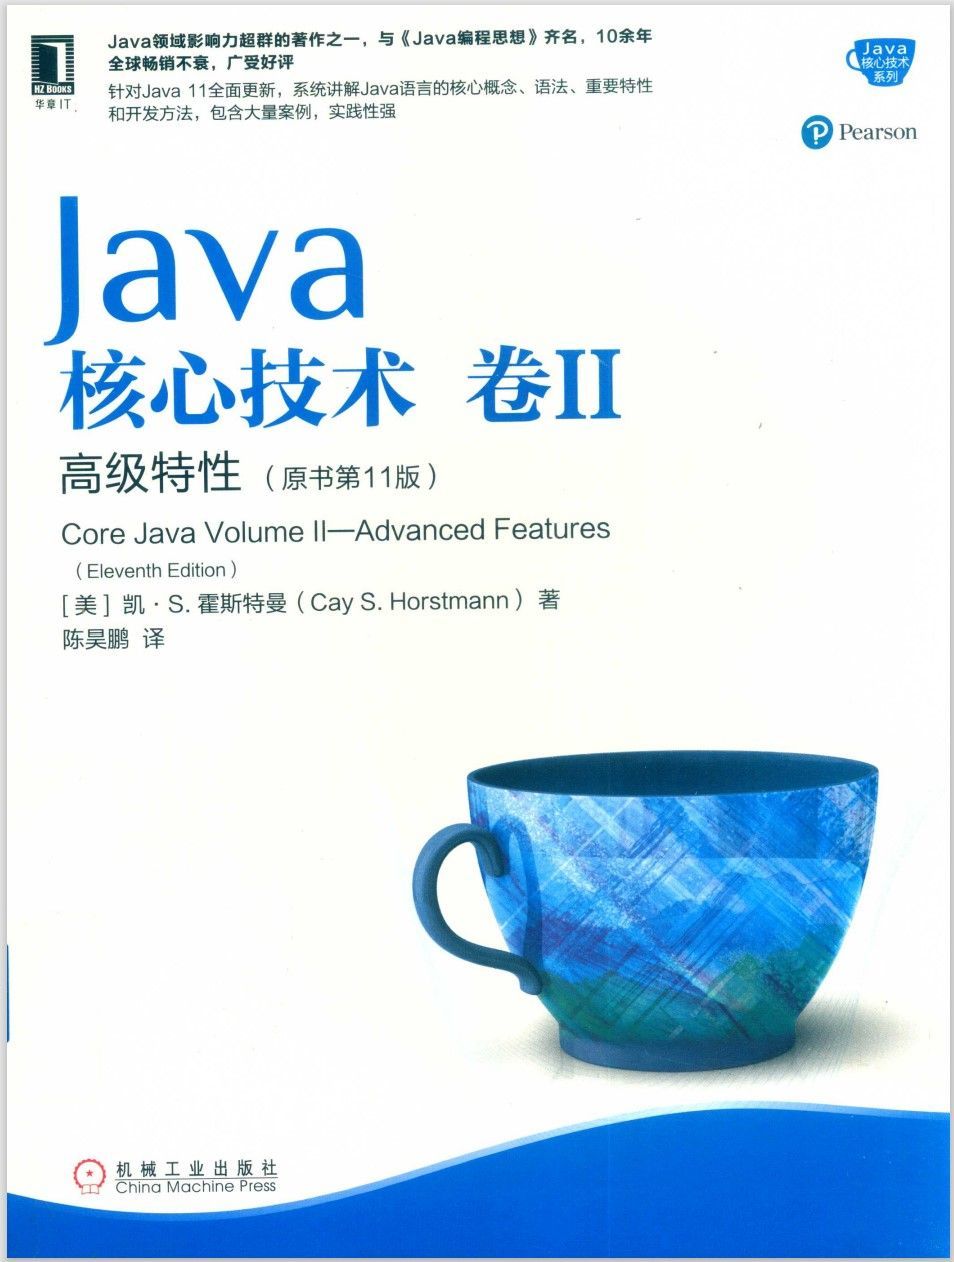 Java领域影响力超群的著作之一，与《Java编程思想》齐名，10余年
全球畅销不衰，广受好评
针对Java 11全面更新，系统讲解Java语言的核心概念、语法、重要特性
和开发方法，包含大量案例，实践性强
HZ BOOKS
华章IT
Java
核心技术
系列
Pearson
Java
核心技术 卷II
高级特性（原书第11版）
Core Java Volume II—Advanced Features
（Eleventh Edition）
[美] 凯·S. 霍斯特曼（Cay S. Horstmann） 著
陈昊鹏 译
机械工业出版社
China Machine Press